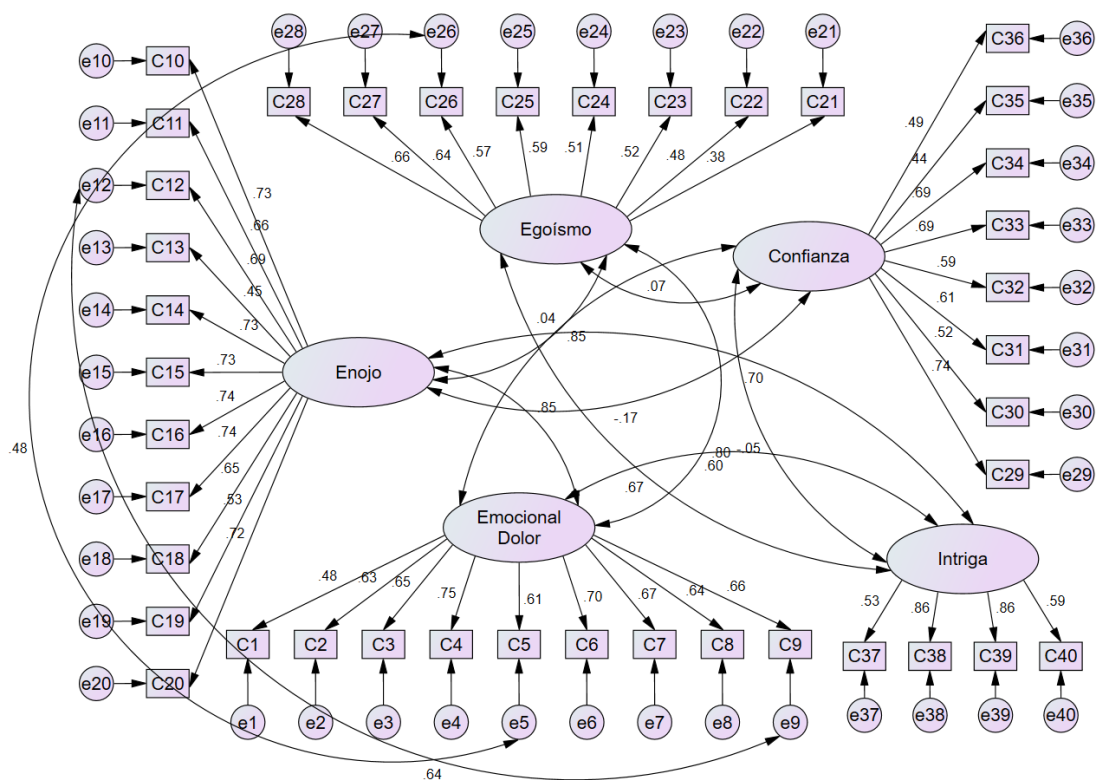 e28 e27 e26 e25 e24 e23 e22 e21
C28 C27 C26 C25 C24 C23 C22 C21
.66 .64 .57 .59 .51 .52 .48 .38
Egoísmo
e10 C10
e11 C11
e12 C12
e13 C13
e14 C14
e15 C15
e16 C16
e17 C17
e18 C18
e19 C19
e20 C20
.73
.66
.69
.45
.73
.73
.74
.74
.65
.53
.72
Enojo
C36 e36
C35 e35
C34 e34
C33 e33
C32 e32
C31 e31
C30 e30
C29 e29
.49
.44
.69
.69
.59
.61
.52
.74
Confianza
.07
.04
.85
.70
.85
-.17
.80
-.05
.60
.67
.48
Emocional
Dolor
.48 .63 .65 .75 .61 .70 .67 .64 .66
C1 C2 C3 C4 C5 C6 C7 C8 C9
e1 e2 e3 e4 e5 e6 e7 e8 e9
.64
Intriga
.53 .86 .86 .59
C37 C38 C39 C40
e37 e38 e39 e40